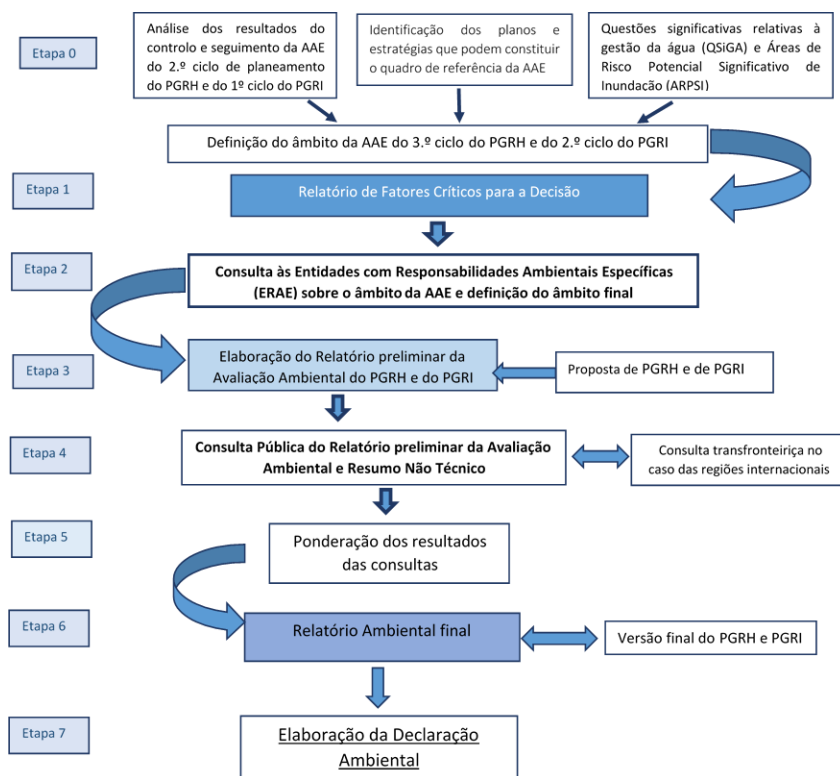 Etapa 0
Análise dos resultados do
controlo e seguimento da AAE
do 2.º ciclo de planeamento
do PGRH e do 1º ciclo do PGRI
Identificação dos planos e
estratégias que podem constituir
o quadro de referência da AAE
Questões significativas relativas à
gestão da água (QSiGA) e Áreas de
Risco Potencial Significativo de
Inundação (ARPSI)
Definição do âmbito da AAE do 3.º ciclo do PGRH e do 2.º ciclo do PGRI
Etapa 1
Relatório de Fatores Críticos para a Decisão
Etapa 2
Consulta às Entidades com Responsabilidades Ambientais Específicas
(ERAE) sobre o âmbito da AAE e definição do âmbito final
Etapa 3
Elaboração do Relatório preliminar da
Avaliação Ambiental do PGRH e do PGRI
Proposta de PGRH e de PGRI
Etapa 4
Consulta Pública do Relatório preliminar da Avaliação
Ambiental e Resumo Não Técnico
Consulta transfronteiriça no
caso das regiões internacionais
Etapa 5
Ponderação dos resultados
das consultas
Etapa 6
Relatório Ambiental final
Versão final do PGRH e PGRI
Etapa 7
Elaboração da Declaração
Ambiental